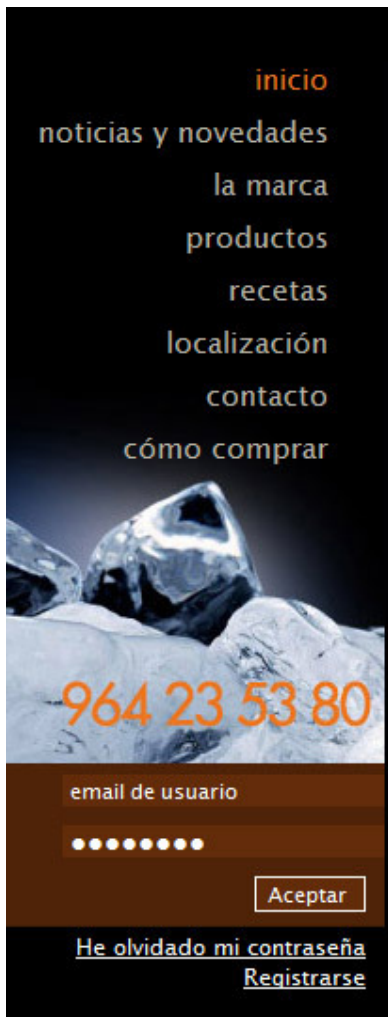 inicio
noticias y novedades
la marca
productos
recetas
localización
contacto
cómo comprar
964 23 53 80
email de usuario
●●●●●●●●
Aceptar
He olvidado mi contraseña
Registrarse